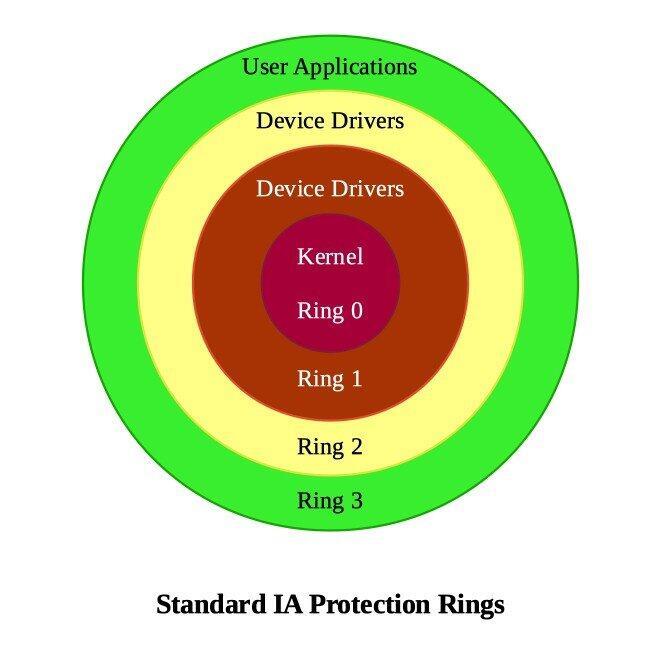 User Applications
Device Drivers
Device Drivers
Kernel
Ring 0
Ring 1
Ring 2
Ring 3
Standard IA Protection Rings